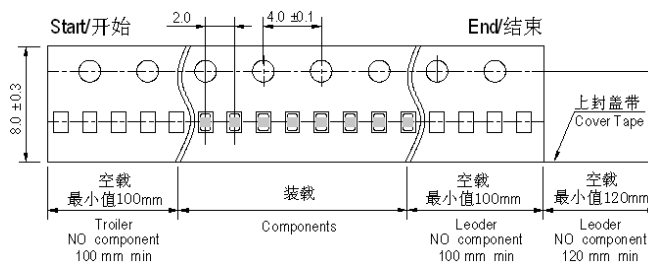 2.0
4.0 ±0.1
Start/开始
End/结束
8.0 ±0.3
上封盖带
Cover Tape
空载
最小值100mm
装载
空载
最小值100mm
空载
最小值120mm
Troiler
NO component
100 mm min
Components
Leoder
NO component
100 mm min
Leoder
NO component
120 mm min